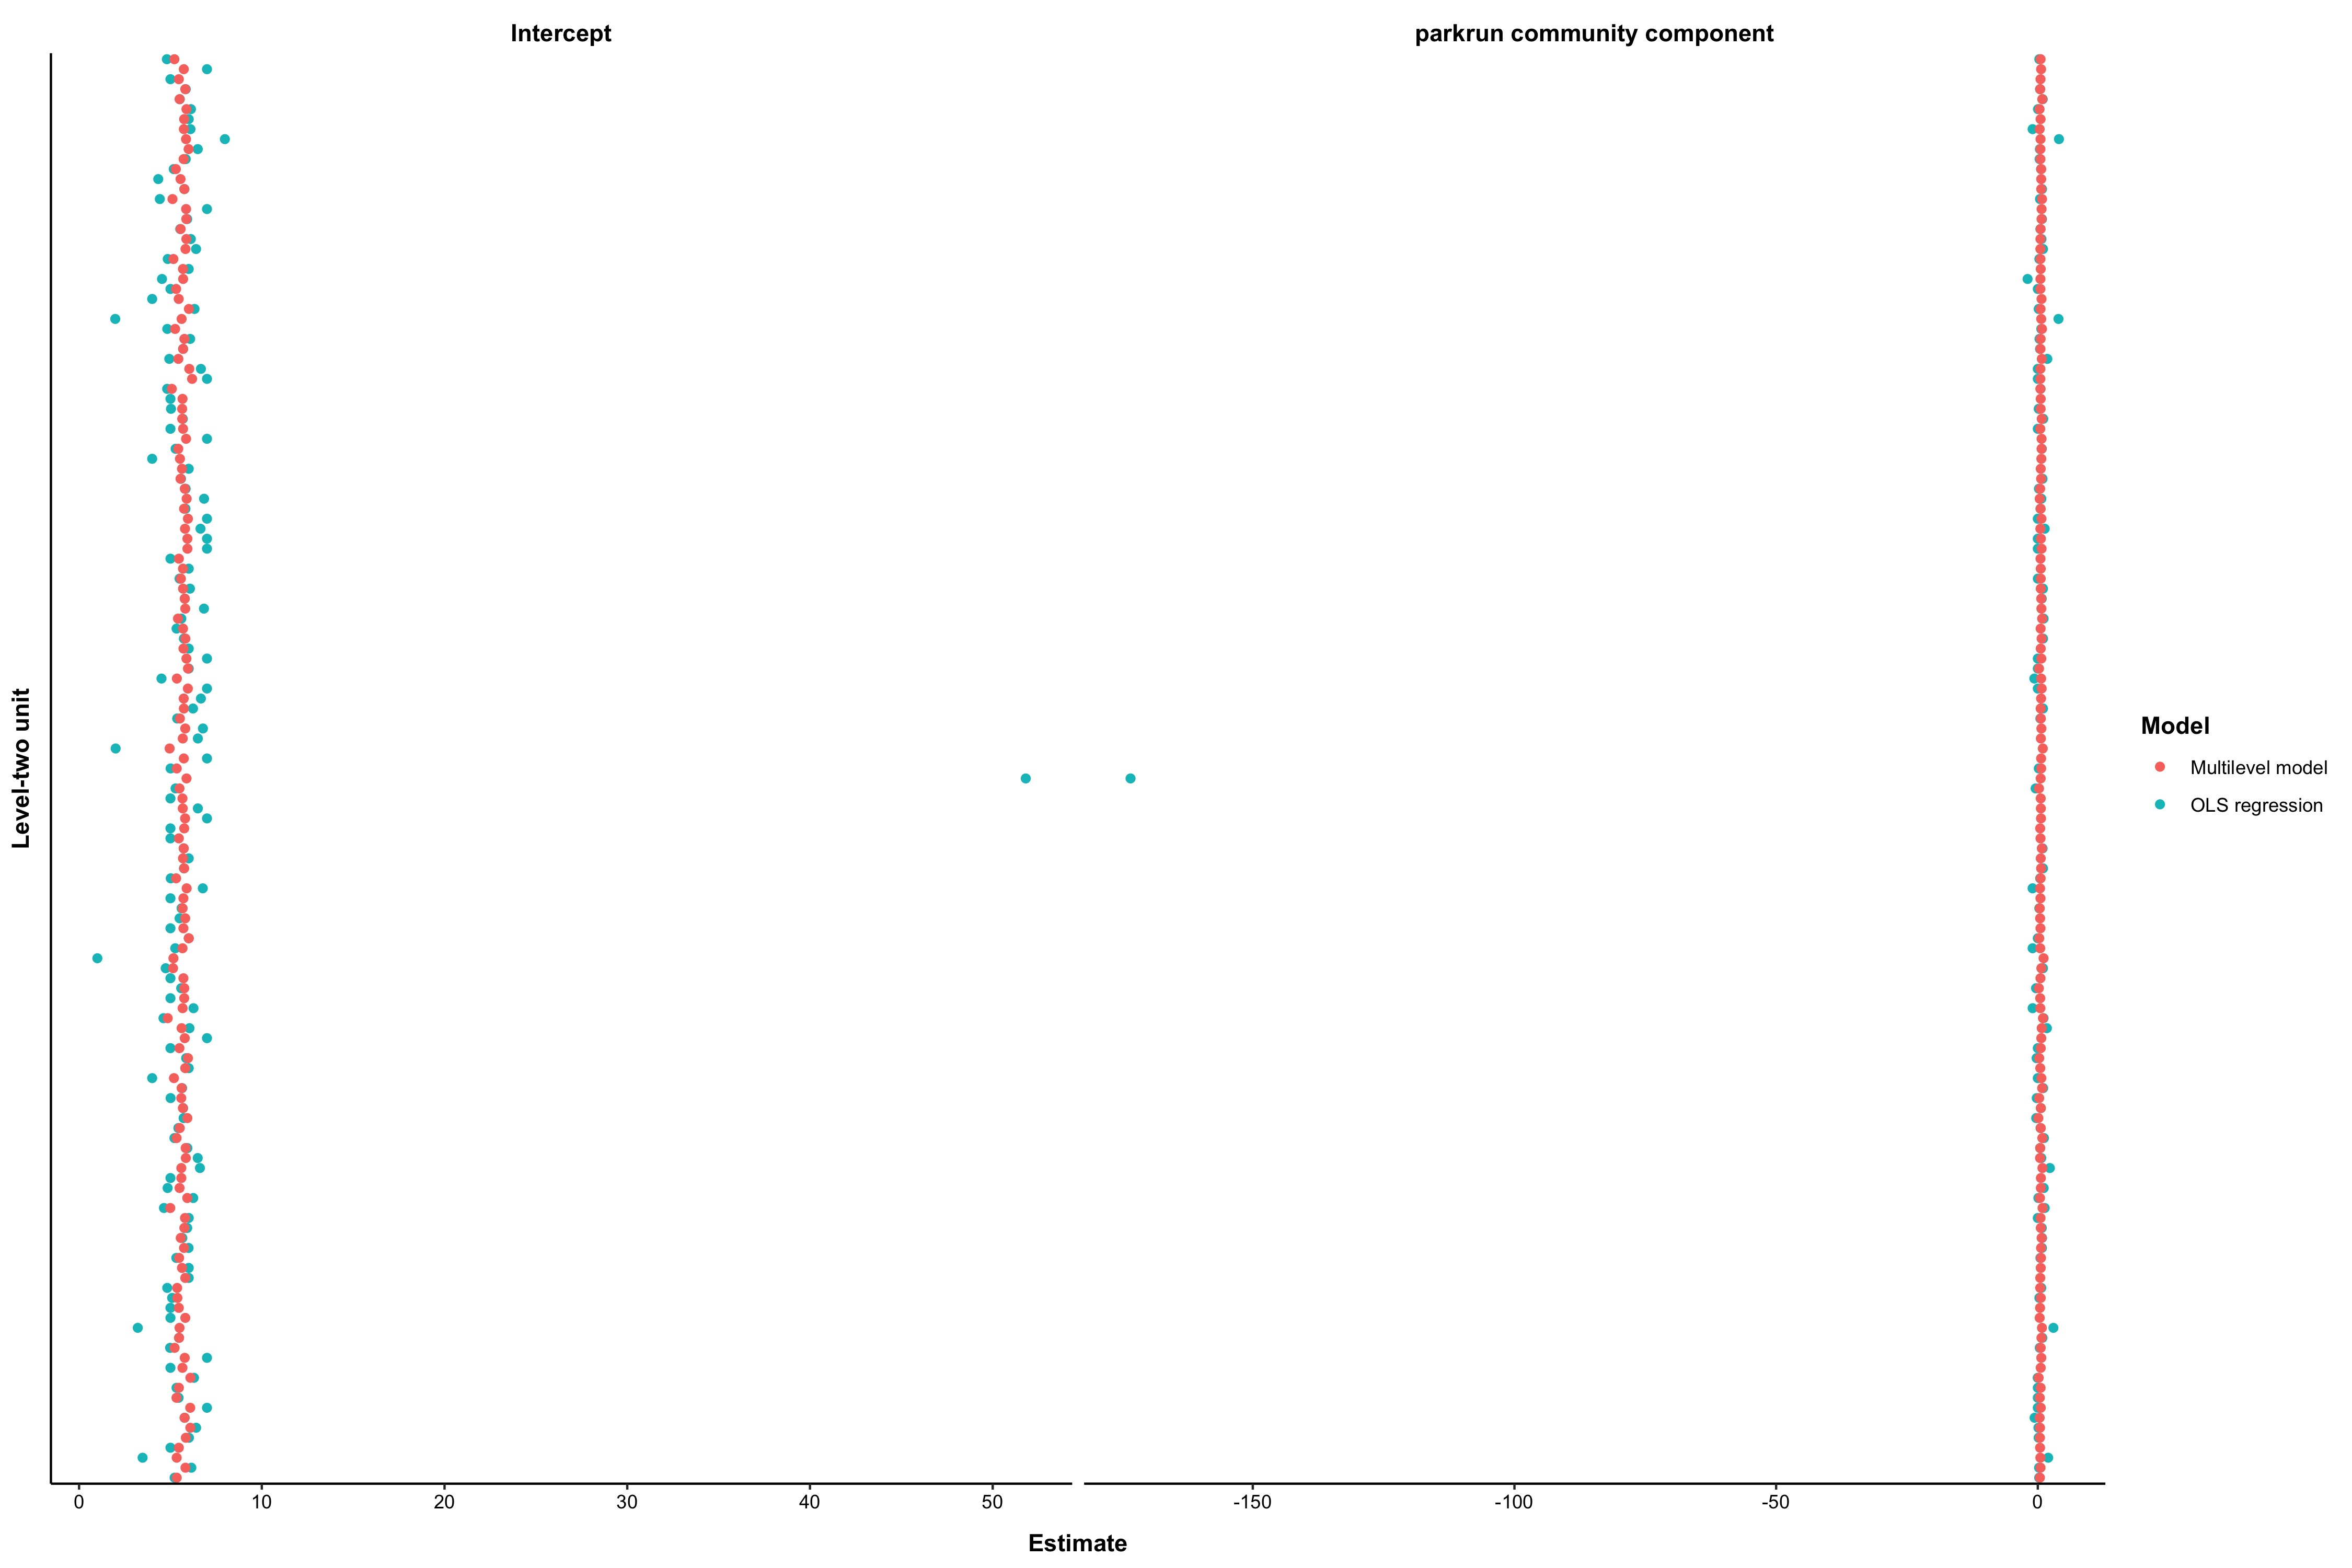 Intercept
parkrun community component
Level-two unit
Model
Multilevel model
OLS regression
0 10 20 30 40 50
-150 -100 -50 0
Estimate